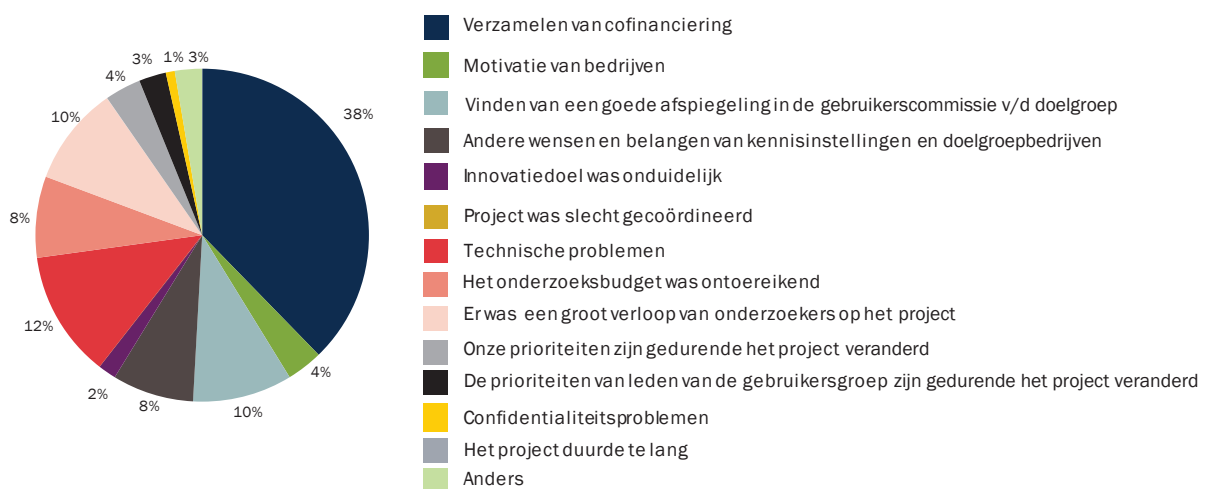 38%
4%
10%
8%
2%
12%
8%
10%
4%
3%
1%
3%
Verzamelen van cofinanciering
Motivatie van bedrijven
Vinden van een goede afspiegeling in de gebruikerscommissie v/d doelgroep
Andere wensen en belangen van kennisinstellingen en doelgroepbedrijven
Innovatiedoel was onduidelijk
Project was slecht gecoördineerd
Technische problemen
Het onderzoeksbudget was ontoereikend
Er was een groot verloop van onderzoekers op het project
Onze prioriteiten zijn gedurende het project veranderd
De prioriteiten van leden van de gebruikersgroep zijn gedurende het project veranderd
Confidentialiteitsproblemen
Het project duurde te lang
Anders